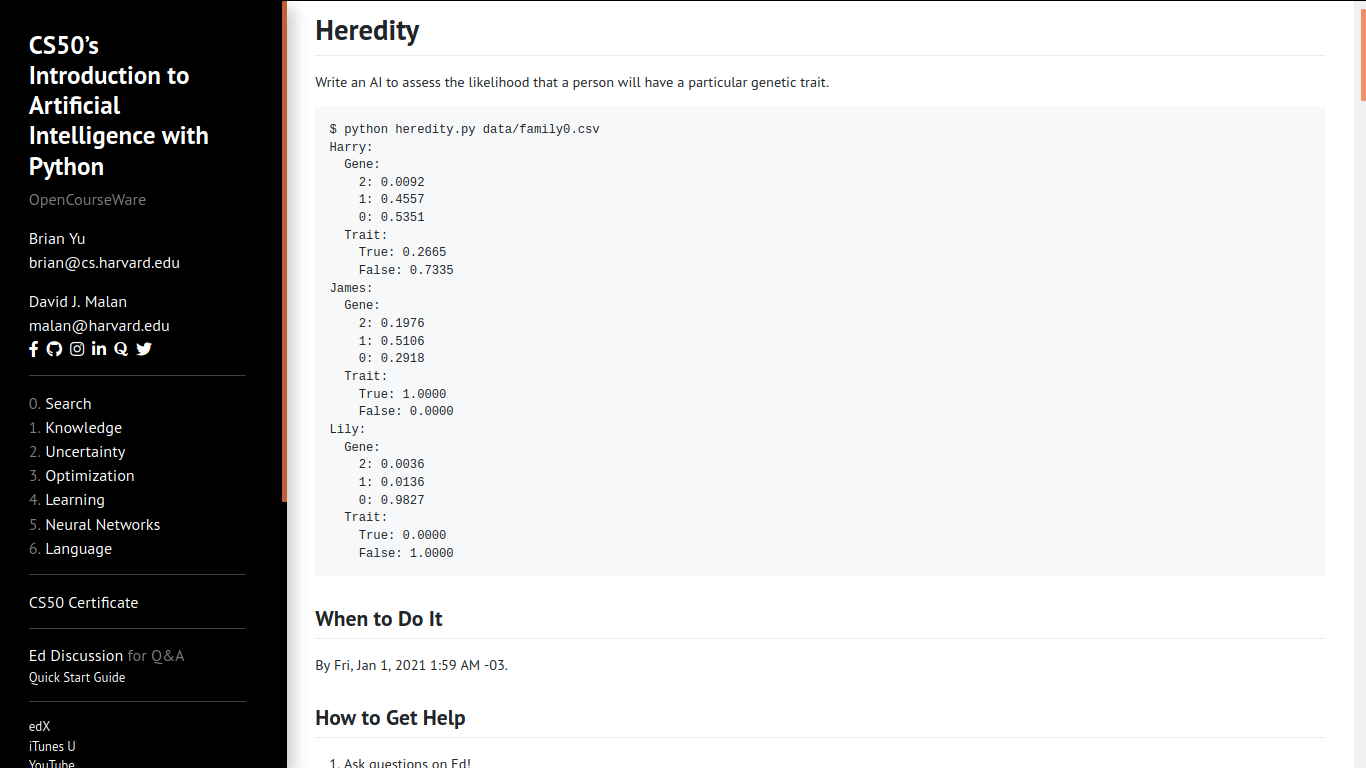 CS50’s
Introduction to
Artificial
Intelligence with
Python
OpenCourseWare
Brian Yu
brian@cs.harvard.edu
David J. Malan
malan@harvard.edu
0. Search
1. Knowledge
2. Uncertainty
3. Optimization
4. Learning
5. Neural Networks
6. Language
CS50 Certificate
Ed Discussion for Q&A
Quick Start Guide
edX
iTunes U
YouTube
Heredity
Write an AI to assess the likelihood that a person will have a particular genetic trait.
$ python heredity.py data/family0.csv
Harry:
  Gene:
    2: 0.0092
    1: 0.4557
    0: 0.5351
  Trait:
    True: 0.2665
    False: 0.7335
James:
  Gene:
    2: 0.1976
    1: 0.5106
    0: 0.2918
  Trait:
    True: 1.0000
    False: 0.0000
Lily:
  Gene:
    2: 0.0036
    1: 0.0136
    0: 0.9827
  Trait:
    True: 0.0000
    False: 1.0000
When to Do It
By Fri, Jan 1, 2021 1:59 AM -03.
How to Get Help
1. Ask questions on Ed!